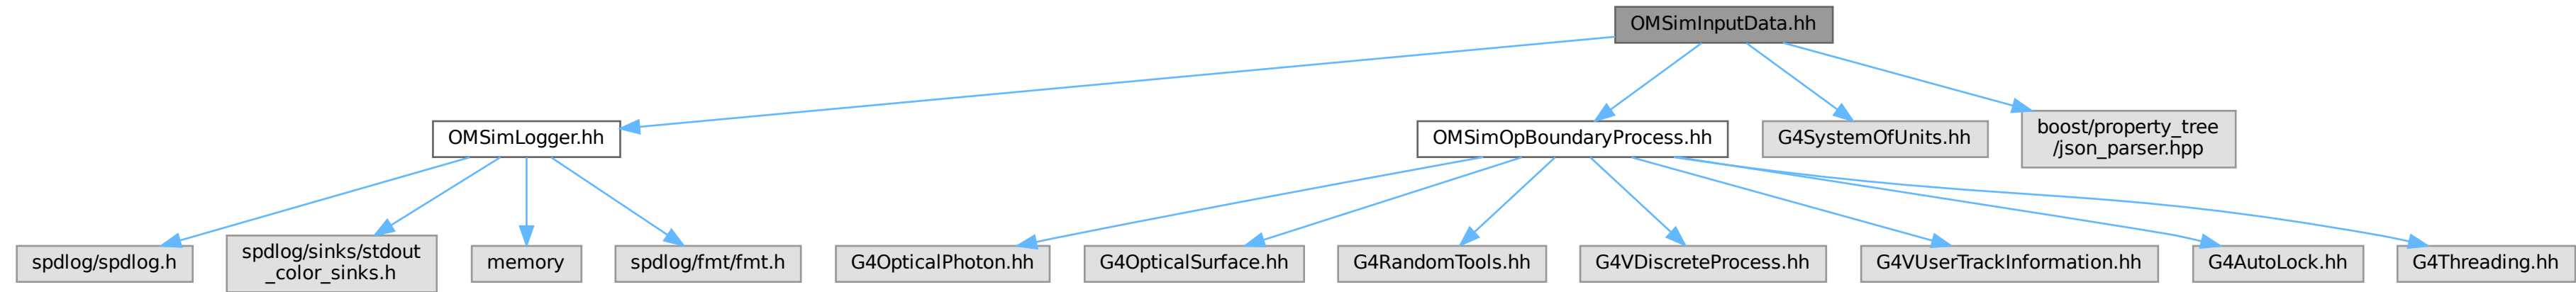 OMSimInputData.hh
OMSimLogger.hh
OMSimOpBoundaryProcess.hh
G4SystemOfUnits.hh
boost/property_tree
/json_parser.hpp
spdlog/spdlog.h
spdlog/sinks/stdout
_color_sinks.h
memory
spdlog/fmt/fmt.h
G4OpticalPhoton.hh
G4OpticalSurface.hh
G4RandomTools.hh
G4VDiscreteProcess.hh
G4VUserTrackInformation.hh
G4AutoLock.hh
G4Threading.hh